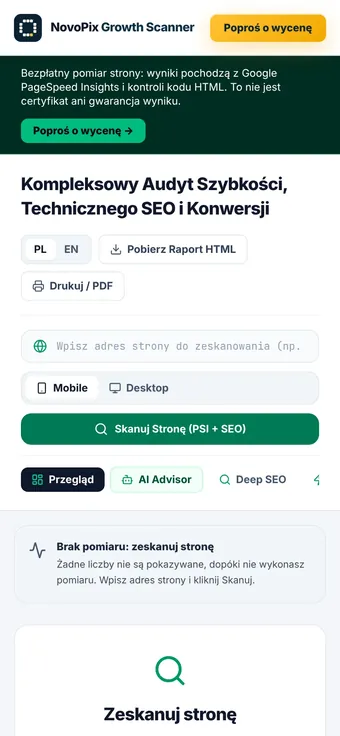 NovoPix Growth Scanner
Poproś o wycenę
Bezpłatny pomiar strony: wyniki pochodzą z Google
PageSpeed Insights i kontroli kodu HTML. To nie jest
certyfikat ani gwarancja wyniku.
Poproś o wycenę →
Kompleksowy Audyt Szybkości,
Technicznego SEO i Konwersji
PL EN
Pobierz Raport HTML
Drukuj / PDF
Wpisz adres strony do zeskanowania (np.
Mobile Desktop
Skanuj Stronę (PSI + SEO)
Przegląd AI Advisor Deep SEO
Brak pomiaru: zeskanuj stronę
Żadne liczby nie są pokazywane, dopóki nie wykonasz
pomiaru. Wpisz adres strony i kliknij Skanuj.
Zeskanuj stronę